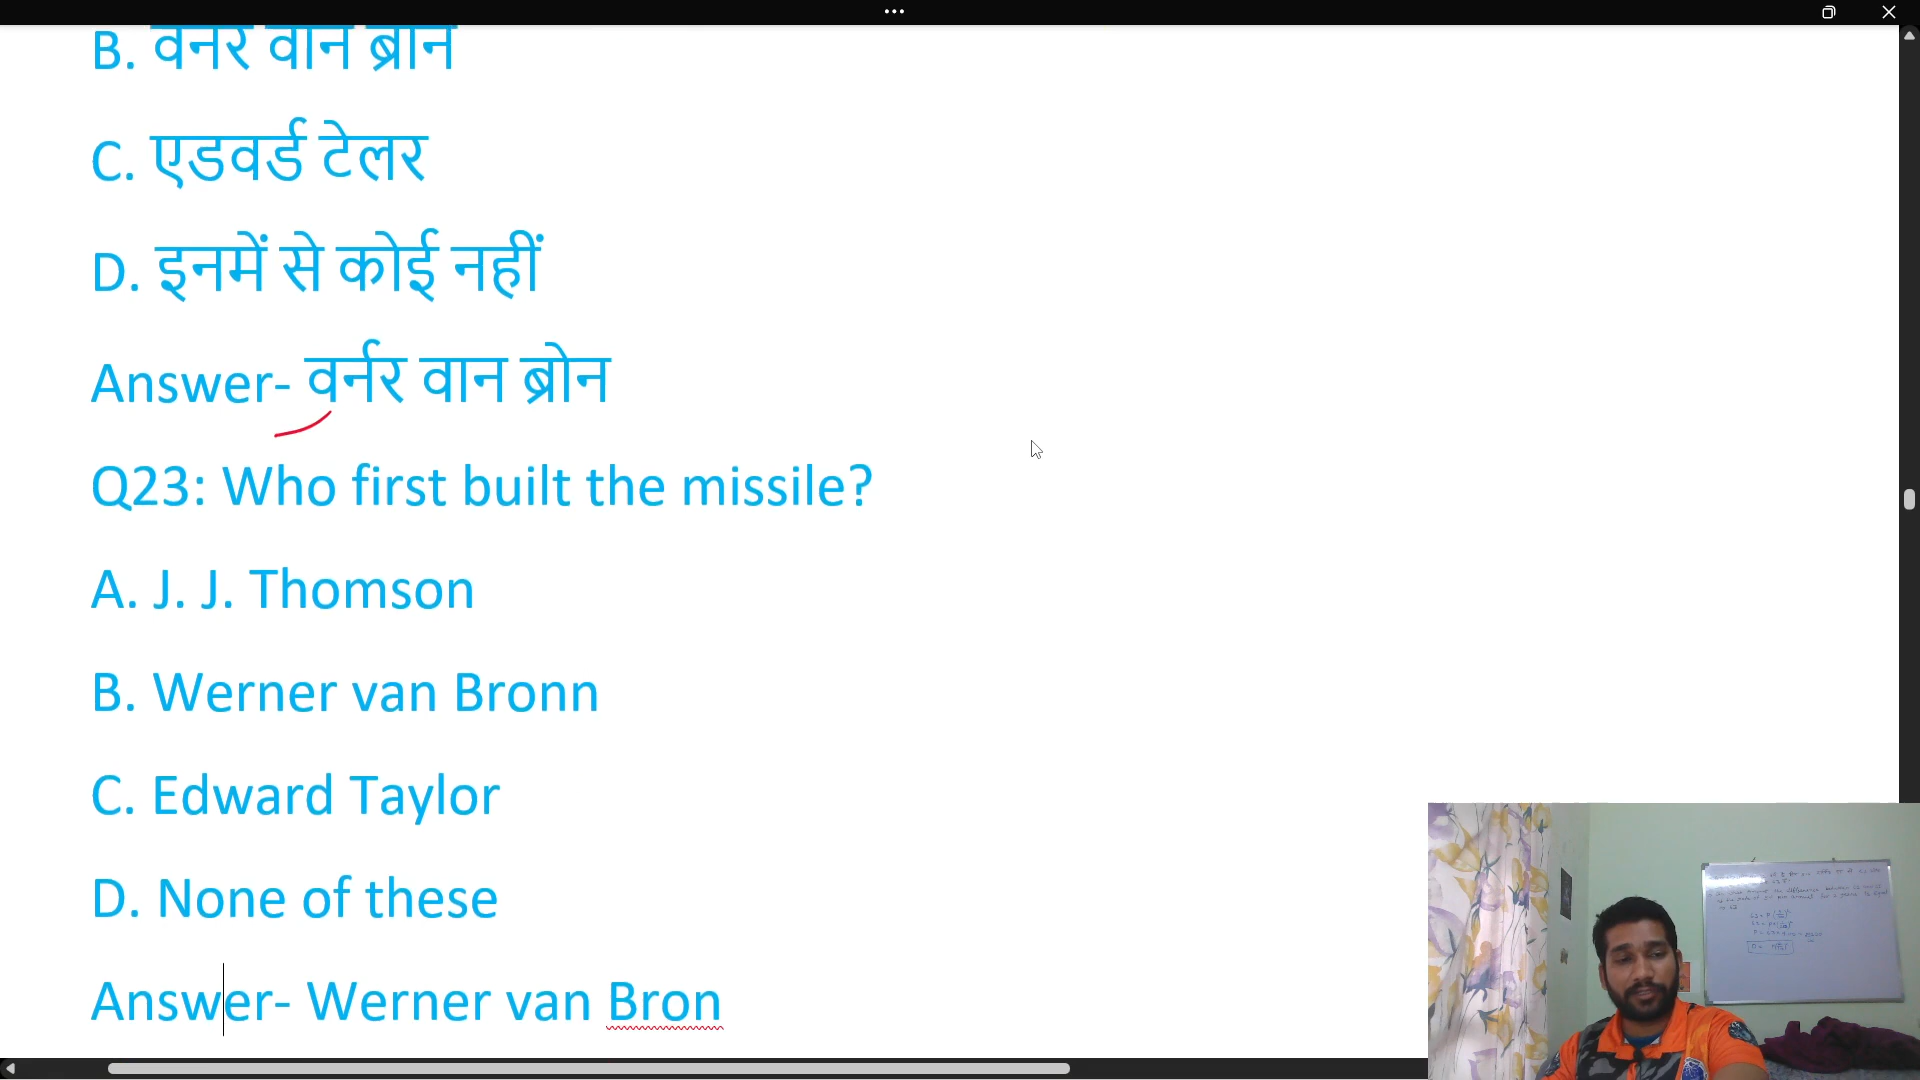 B. वर्नर वान ब्रोन
C. एडवर्ड टेलर
D. इनमें से कोई नहीं
Answer- वर्नर वान ब्रोन
Q23: Who first built the missile?
A. J. J. Thomson
B. Werner van Bronn
C. Edward Taylor
D. None of these
Answer- Werner van Bron